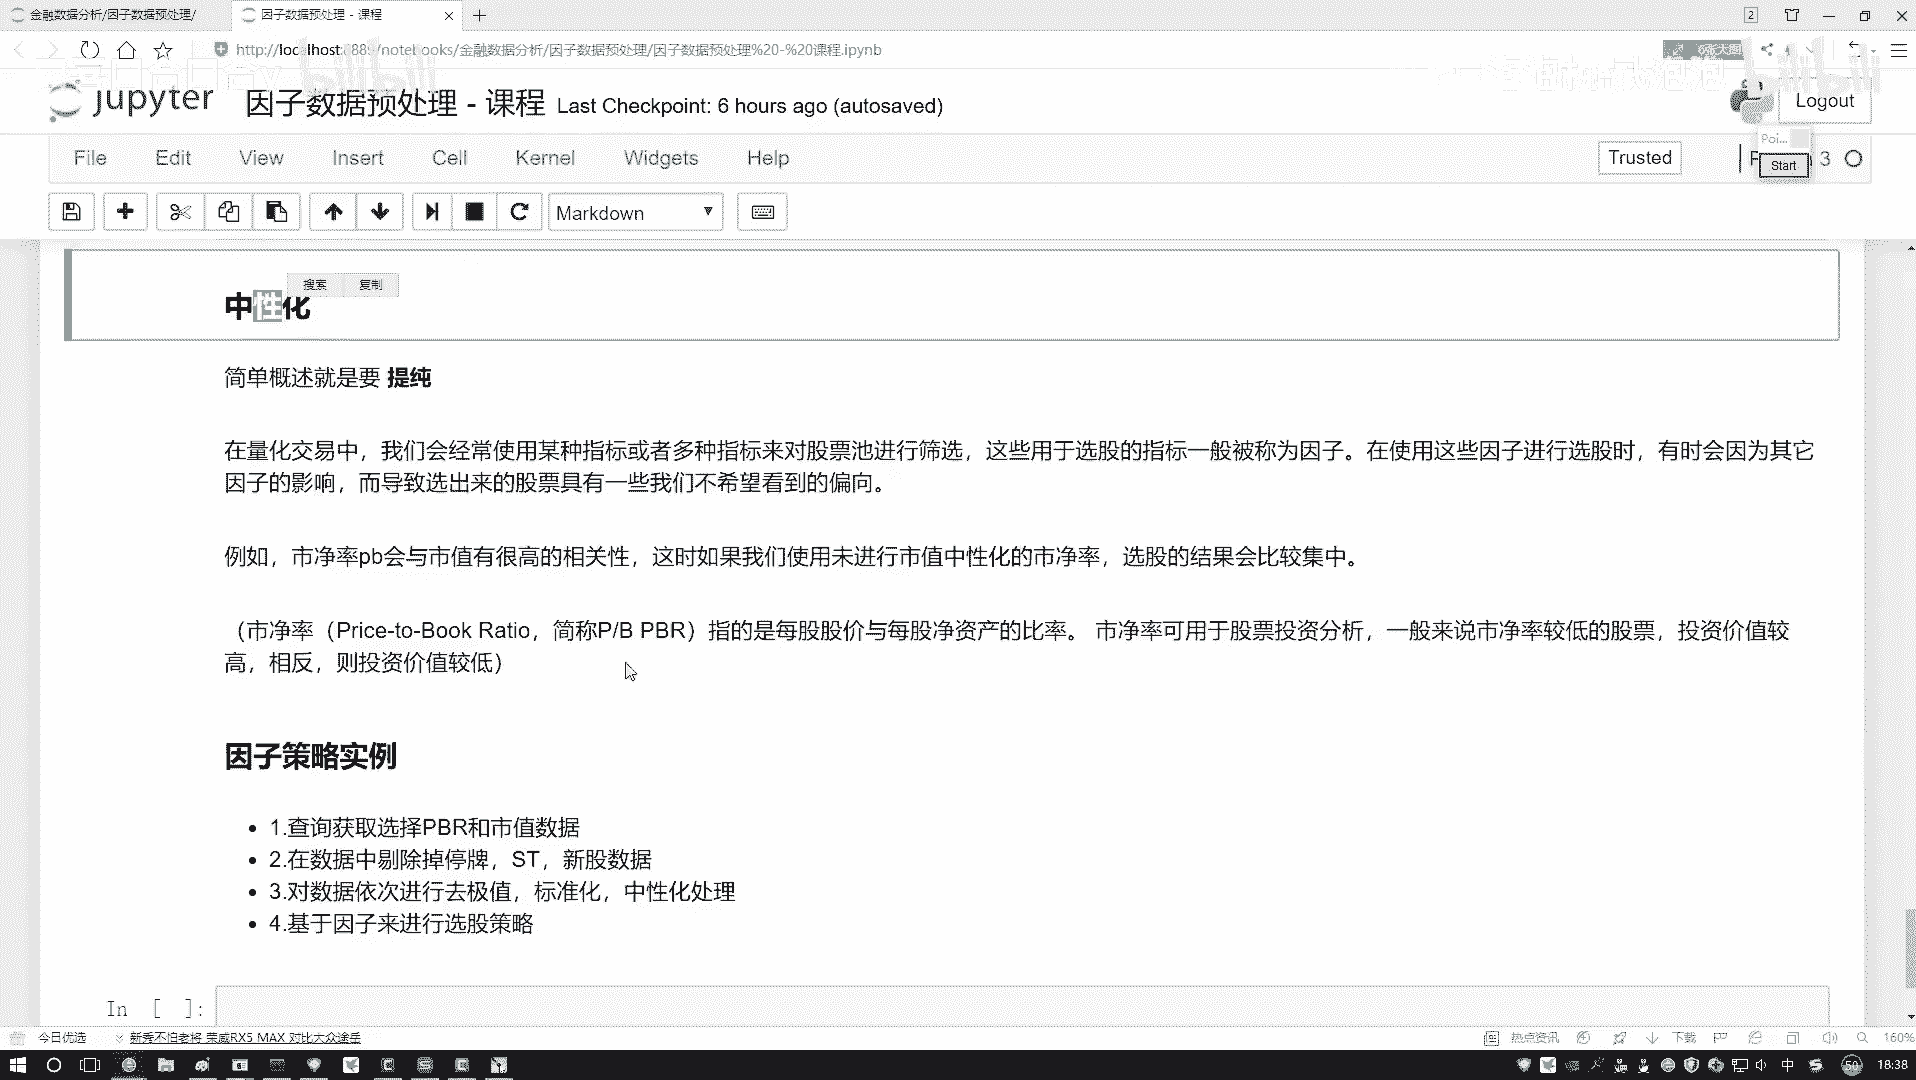 金融数据分析/因子数据预处理/
因子数据预处理 - 课程
2
http://localhost:889/notebooks/金融数据分析/因子数据预处理/因子数据预处理%20-%20课程.ipynb
jupyter 因子数据预处理 - 课程 Last Checkpoint: 6 hours ago (autosaved)
Logout
File Edit View Insert Cell Kernel Widgets Help
Trusted
Poi...
Start
3
Markdown
搜索 复制
中性化
简单概述就是要 提纯
在量化交易中，我们会经常使用某种指标或者多种指标来对股票池进行筛选，这些用于选股的指标一般被称为因子。在使用这些因子进行选股时，有时会因为其它
因子的影响，而导致选出来的股票具有一些我们不希望看到的偏向。
例如，市净率pb会与市值有很高的相关性，这时如果我们使用未进行市值中性化的市净率，选股的结果会比较集中。
（市净率（Price-to-Book Ratio，简称P/B PBR）指的是每股股价与每股净资产的比率。 市净率可用于股票投资分析，一般来说市净率较低的股票，投资价值较
高，相反，则投资价值较低）
因子策略实例
1.查询获取选择PBR和市值数据
2.在数据中剔除掉停牌，ST，新股数据
3.对数据依次进行去极值，标准化，中性化处理
4.基于因子来进行选股策略
In [ ]:
今日优选 新秀不怕老将 荣威RX5 MAX 对比大众途岳
热点资讯 下载 160%
中 50 18:38
bilibili
bilibili